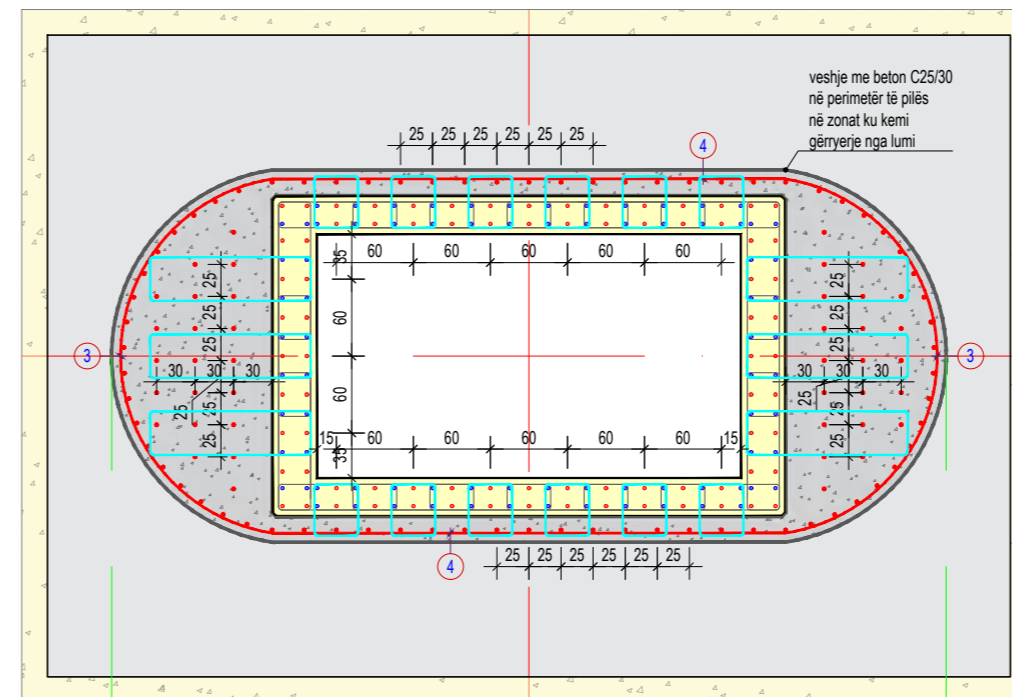 veshje me beton C25/30
në perimetër të pilës
në zonat ku kemi
gërryerje nga lumi
25 25 25 25 25 25
4
35 60 60 60 60 60
25 25
60
25 25
3 3
30 30 30 30 30 30
25 25
60
25 25
25 25
15 60 60 60 60 60 15
35
25 25 25 25 25 25
4